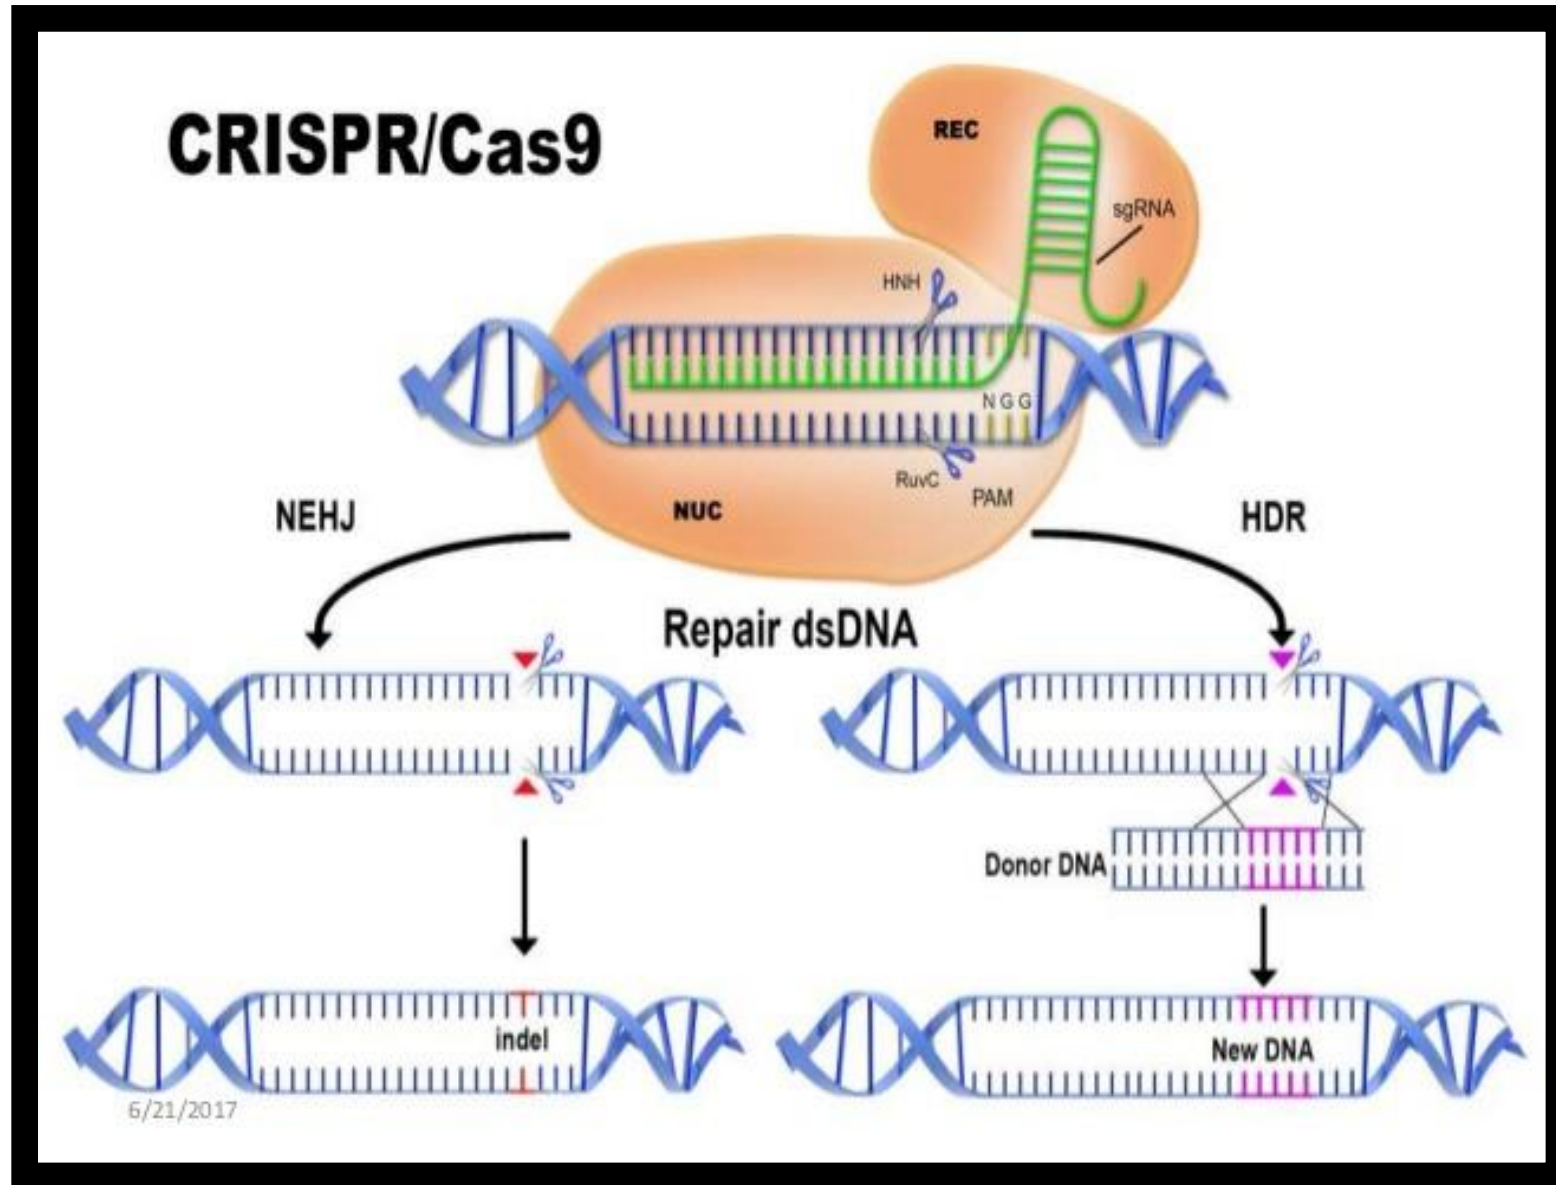 CRISPR/Cas9
REC
sgRNA
HNH
N G G
RuvC
PAM
NUC
NEHJ
HDR
Repair dsDNA
Donor DNA
indel
New DNA
6/21/2017